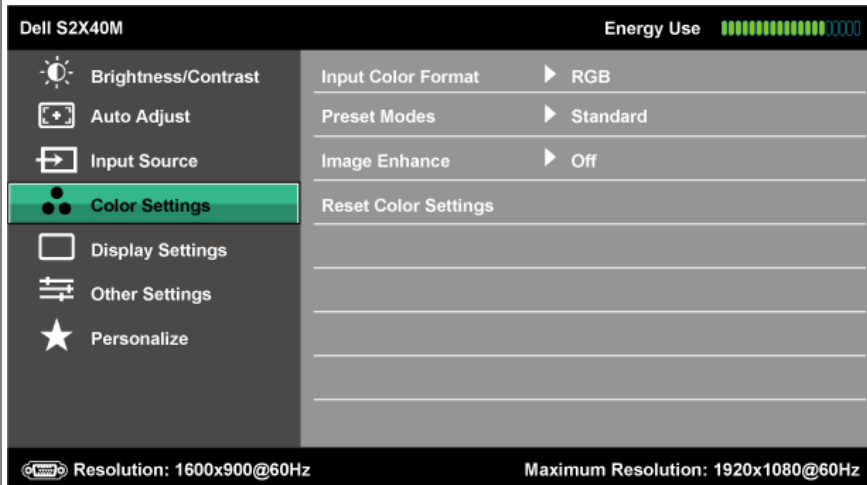 Dell S2X40M Energy Use
Brightness/Contrast Input Color Format RGB
Auto Adjust Preset Modes Standard
Input Source Image Enhance Off
Color Settings Reset Color Settings
Display Settings
Other Settings
Personalize
Resolution: 1600x900@60Hz Maximum Resolution: 1920x1080@60Hz